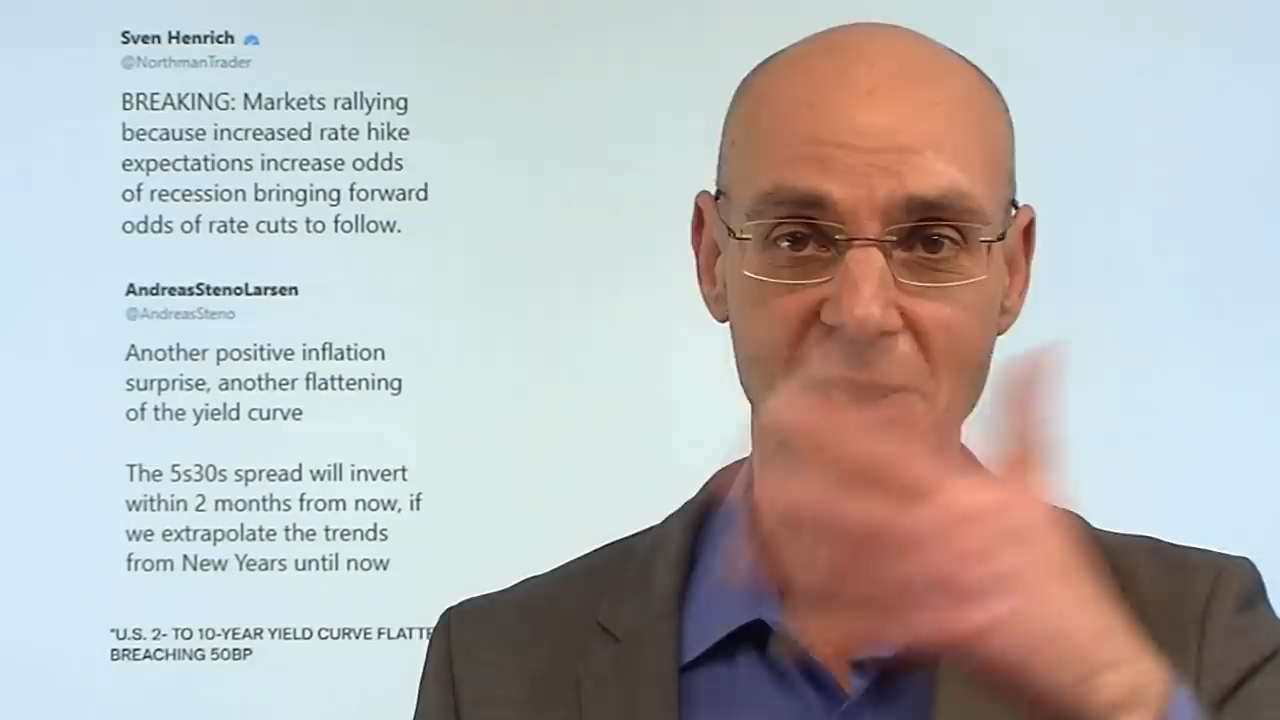 Sven Henrich
@NorthmanTrader
BREAKING: Markets rallying
because increased rate hike
expectations increase odds
of recession bringing forward
odds of rate cuts to follow.
AndreasStenoLarsen
@AndreasSteno
Another positive inflation
surprise, another flattening
of the yield curve
The 5s30s spread will invert
within 2 months from now, if
we extrapolate the trends
from New Years until now
"U.S. 2- TO 10-YEAR YIELD CURVE
BREACHING 50BP